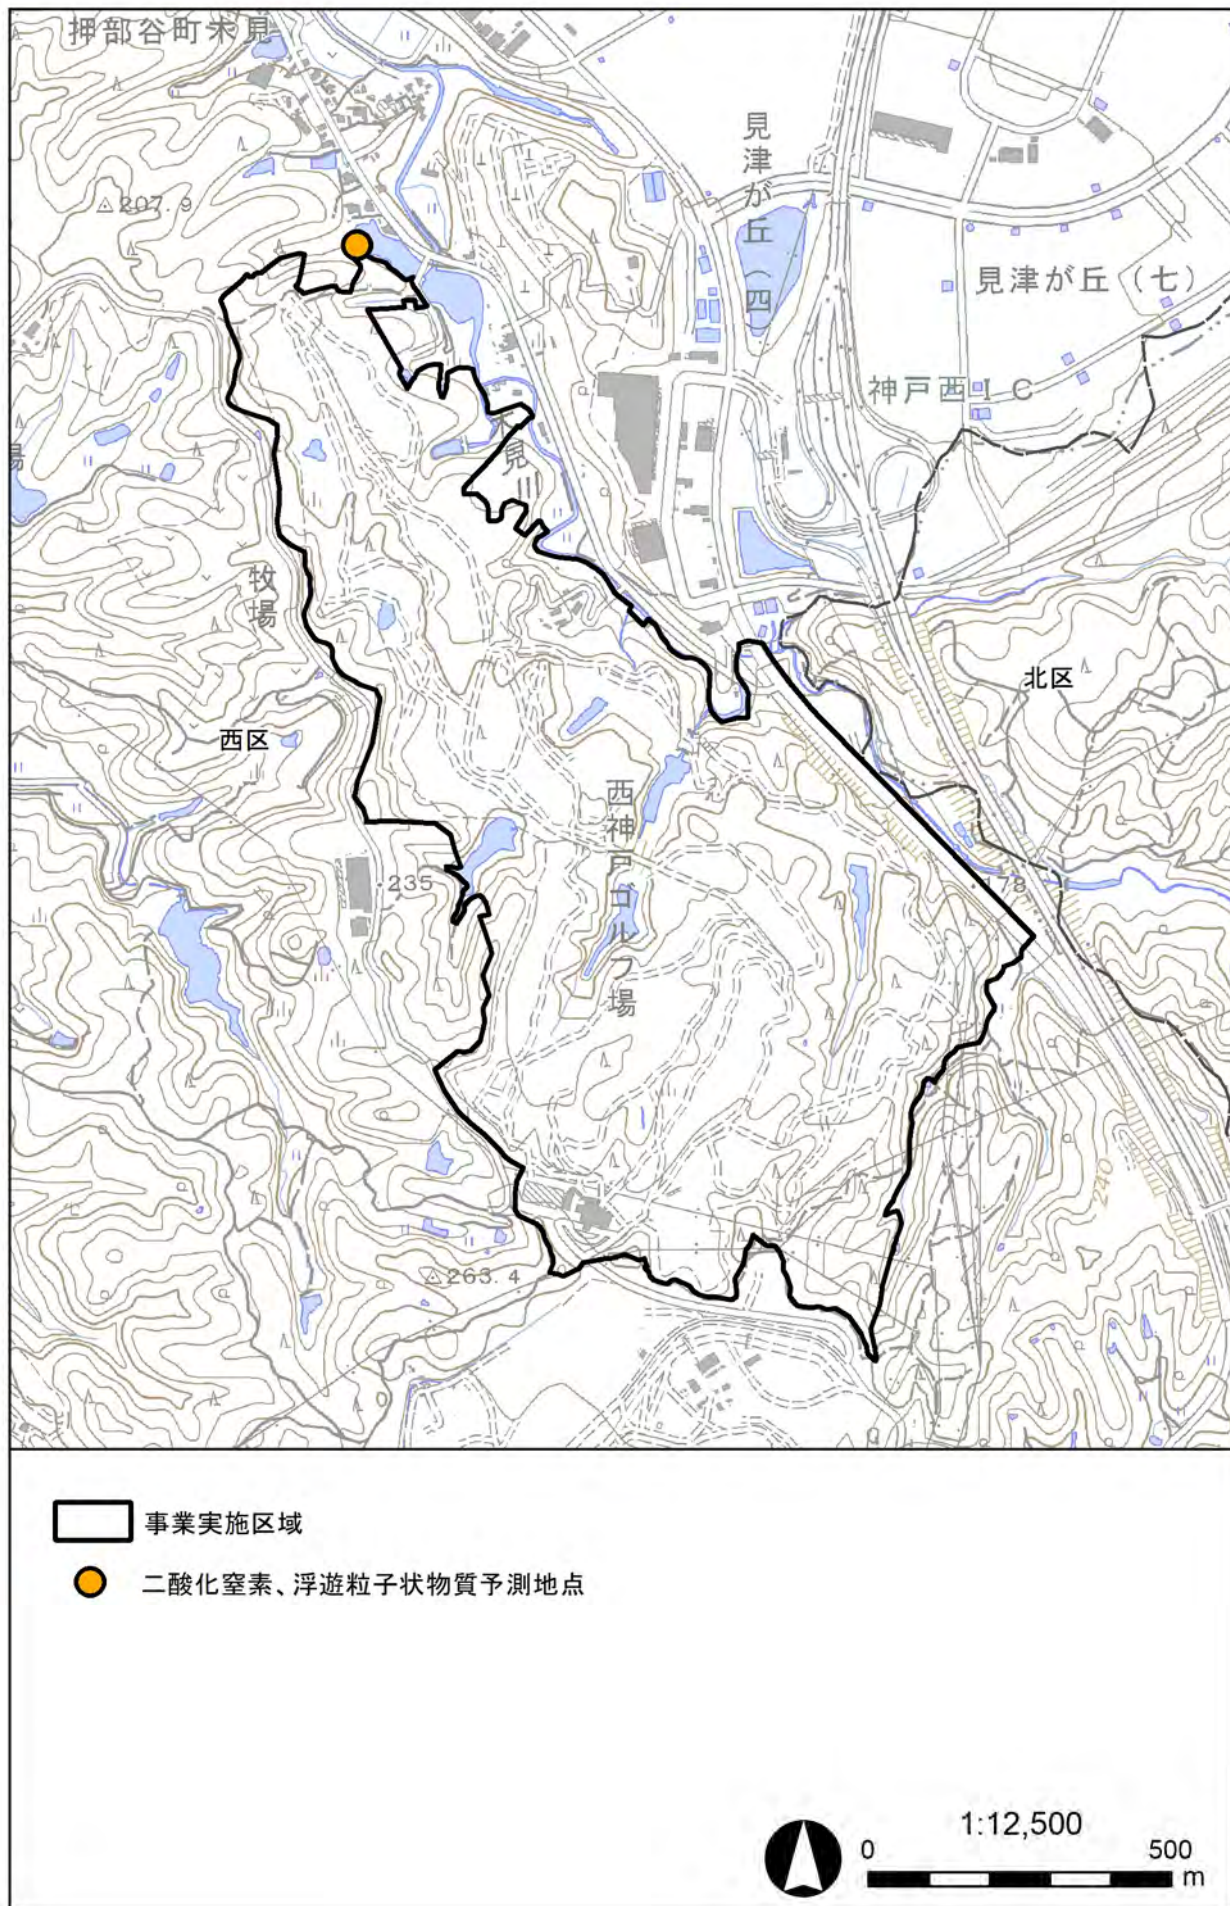 押部谷町木見
見津が丘（四
207.9
見津が丘（七）
神戸西ＩＣ
木見川
牧場
北区
西区
西神戸ゴルフ場
178
235
240
263.4
場
事業実施区域
二酸化窒素、浮遊粒子状物質予測地点
1:12,500
0 500
m